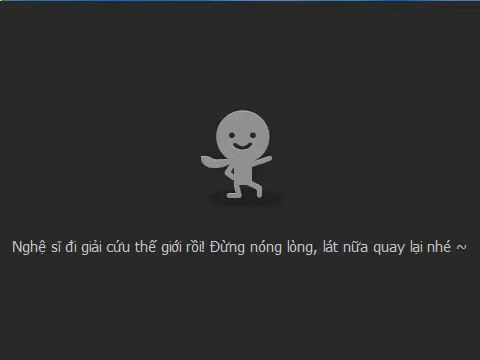 Nghệ sĩ đi giải cứu thế giới rồi! Đừng nóng lòng, lát nữa quay lại nhé ~